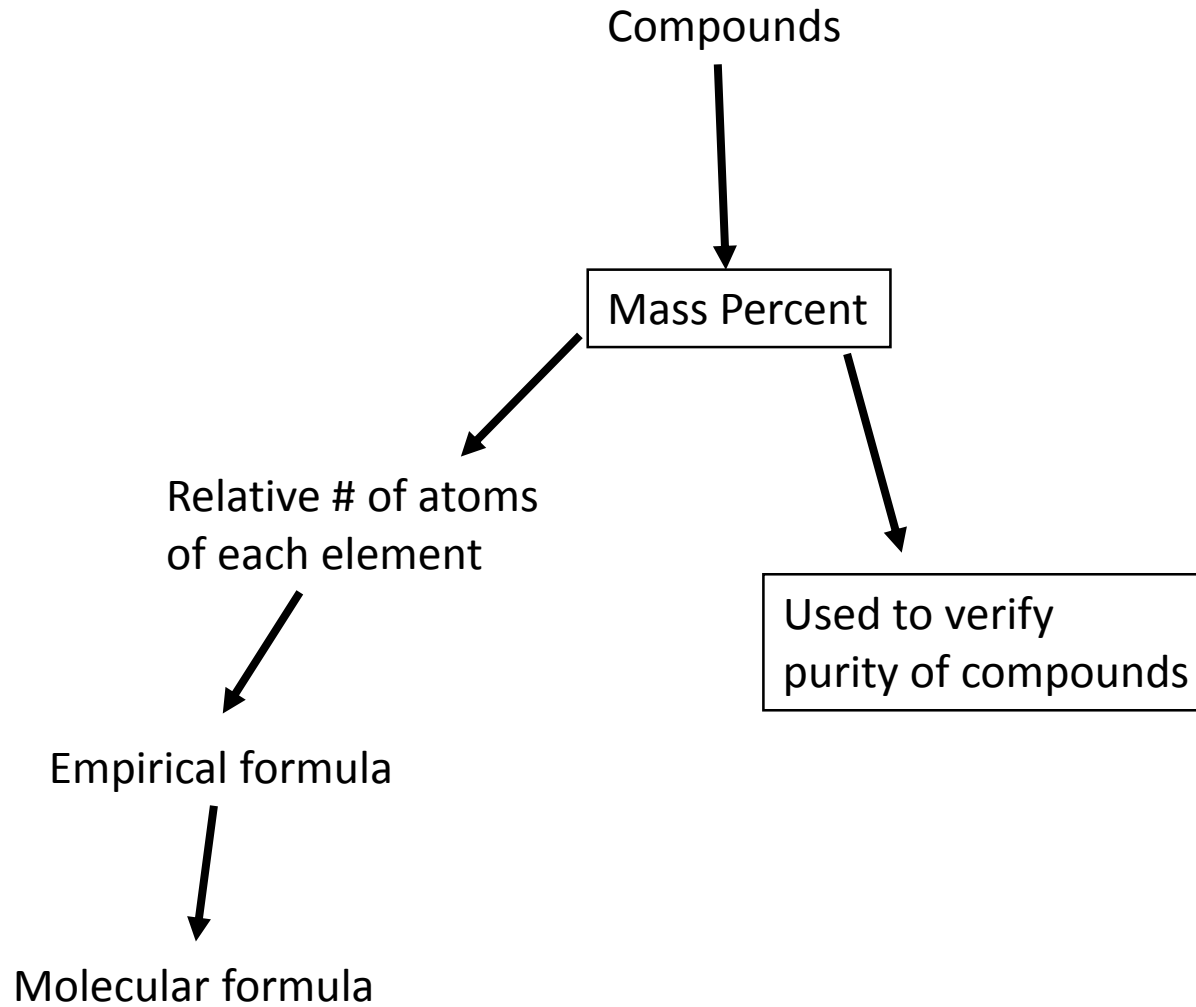 Compounds
Mass Percent
Relative # of atoms
of each element
Used to verify
purity of compounds
Empirical formula
Molecular formula